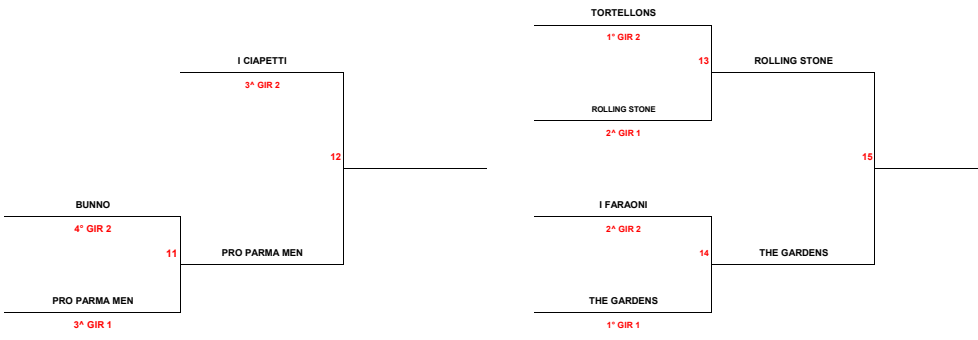 TORTELLONS
1° GIR 2
I CIAPETTI
13
ROLLING STONE
3^ GIR 2
ROLLING STONE
2^ GIR 1
12
15
BUNNO
I FARAONI
4° GIR 2
2^ GIR 2
11
PRO PARMA MEN
14
THE GARDENS
PRO PARMA MEN
THE GARDENS
3^ GIR 1
1° GIR 1